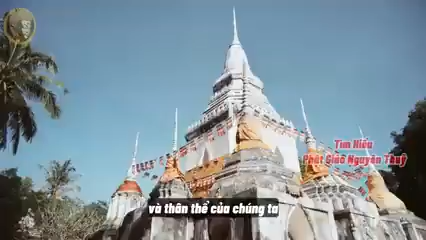 Tìm Hiểu
Phật Giáo Nguyên Thuỷ
và thân thể của chúng ta